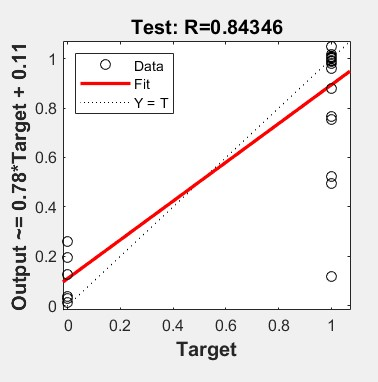 Test: R=0.84346
Data
Fit
Y = T
Output ~= 0.78*Target + 0.11
1
0.8
0.6
0.4
0.2
0
0
0.2
0.4
0.6
0.8
1
Target